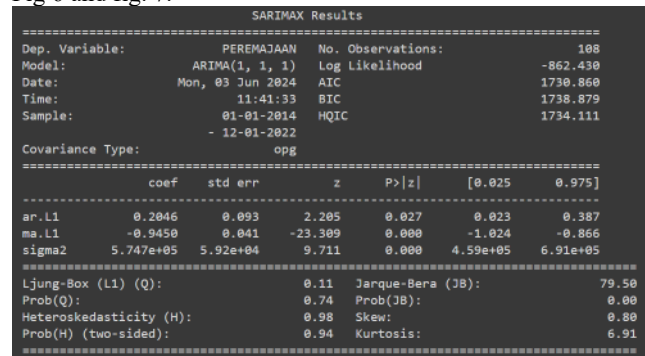 SARIMAX Results
Dep. Variable: PEREMAJAAN No. Observations: 108
Model: ARIMA(1, 1, 1) Log Likelihood -862.430
Date: Mon, 03 Jun 2024 AIC 1730.860
Time: 11:41:33 BIC 1738.879
Sample: 01-01-2014 HQIC 1734.111
- 12-01-2022
Covariance Type: opg
coef std err z P>|z| [0.025 0.975]
ar.L1 0.2046 0.093 2.205 0.027 0.023 0.387
ma.L1 -0.9450 0.041 -23.309 0.000 -1.024 -0.866
sigma2 5.747e+05 5.92e+04 9.711 0.000 4.59e+05 6.91e+05
Ljung-Box (L1) (Q): 0.11 Jarque-Bera (JB): 79.50
Prob(Q): 0.74 Prob(JB): 0.00
Heteroskedasticity (H): 0.98 Skew: 0.80
Prob(H) (two-sided): 0.94 Kurtosis: 6.91